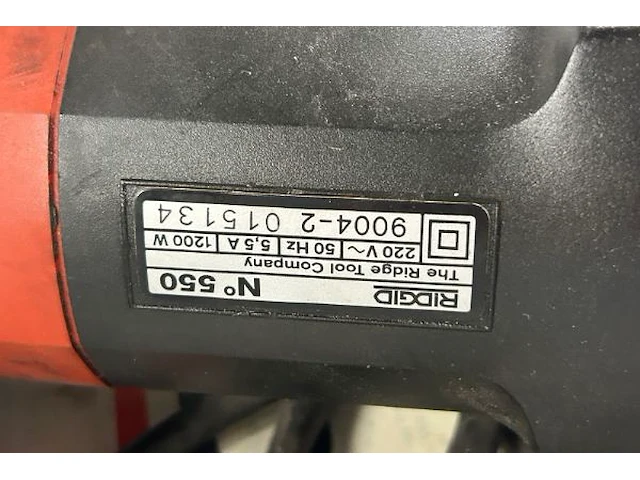 RIDGID N° 550
The Ridge Tool Company
220 V~ 50 Hz 5,5 A 1200 W
9004-2 015134